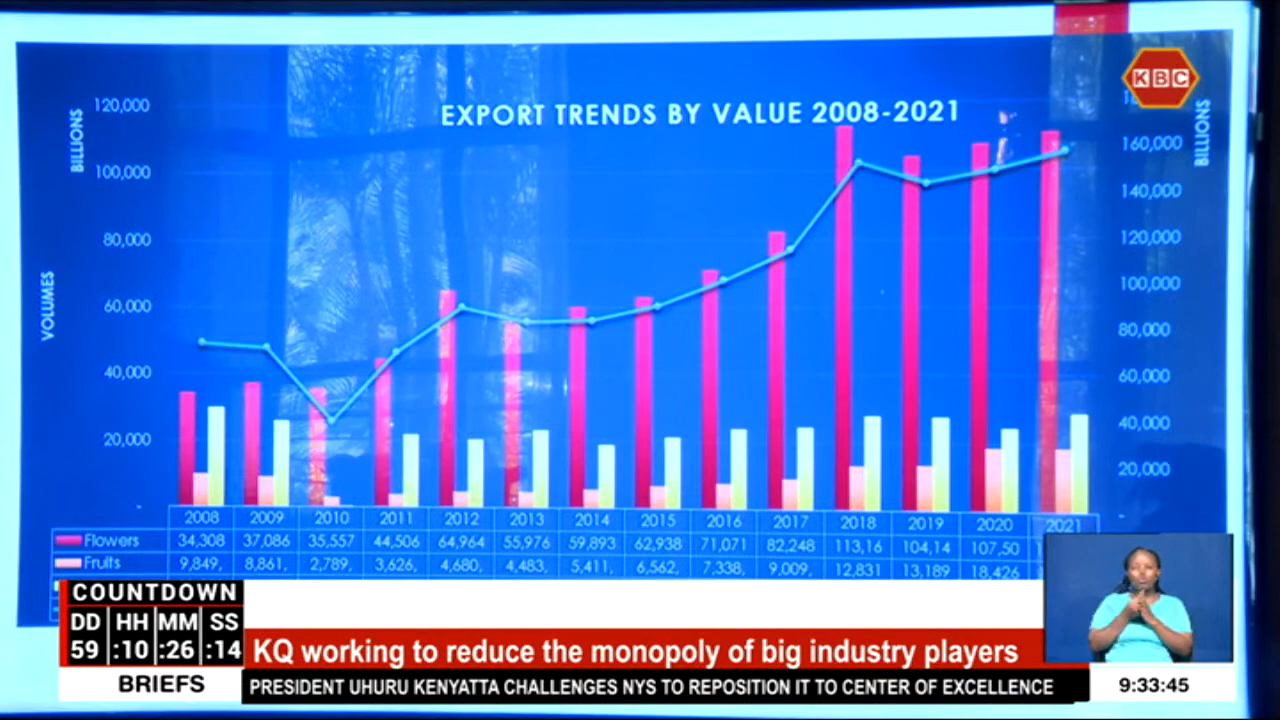 KBC
EXPORT TRENDS BY VALUE 2008-2021
BILLIONS
VOLUMES
120,000
100,000
80,000
60,000
40,000
20,000
BILLIONS
160,000
140,000
120,000
100,000
80,000
60,000
40,000
20,000
2008 2009 2010 2011 2012 2013 2014 2015 2016 2017 2018 2019 2020 2021
Flowers 34,308 37,086 35,557 44,506 64,964 55,976 59,893 62,938 71,071 82,248 113,16 104,14 107,50
Fruits 9,849, 8,861, 2,789, 3,626, 4,680, 4,483, 5,411, 6,562, 7,338, 9,009, 12,831 13,189 18,426
COUNTDOWN
DD HH MM SS
59 :10 :26 :14
KQ working to reduce the monopoly of big industry players
BRIEFS
PRESIDENT UHURU KENYATTA CHALLENGES NYS TO REPOSITION IT TO CENTER OF EXCELLENCE
9:33:45